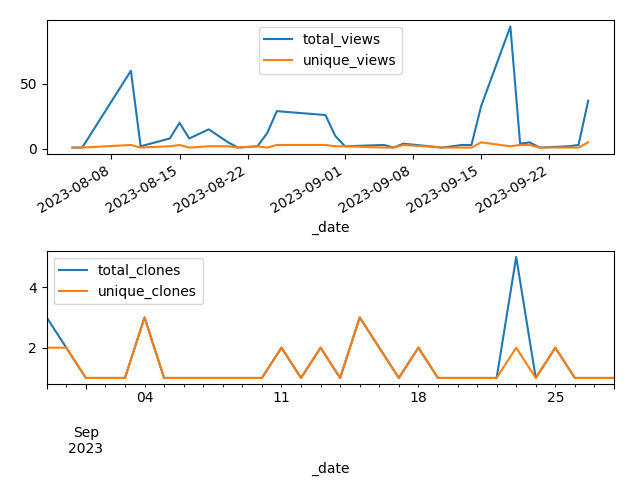 total_views
unique_views
50
0
2023-08-08
2023-08-15
2023-08-22
2023-09-01
2023-09-08
2023-09-15
2023-09-22
_date
total_clones
unique_clones
4
2
04
11
18
25
Sep
2023
_date